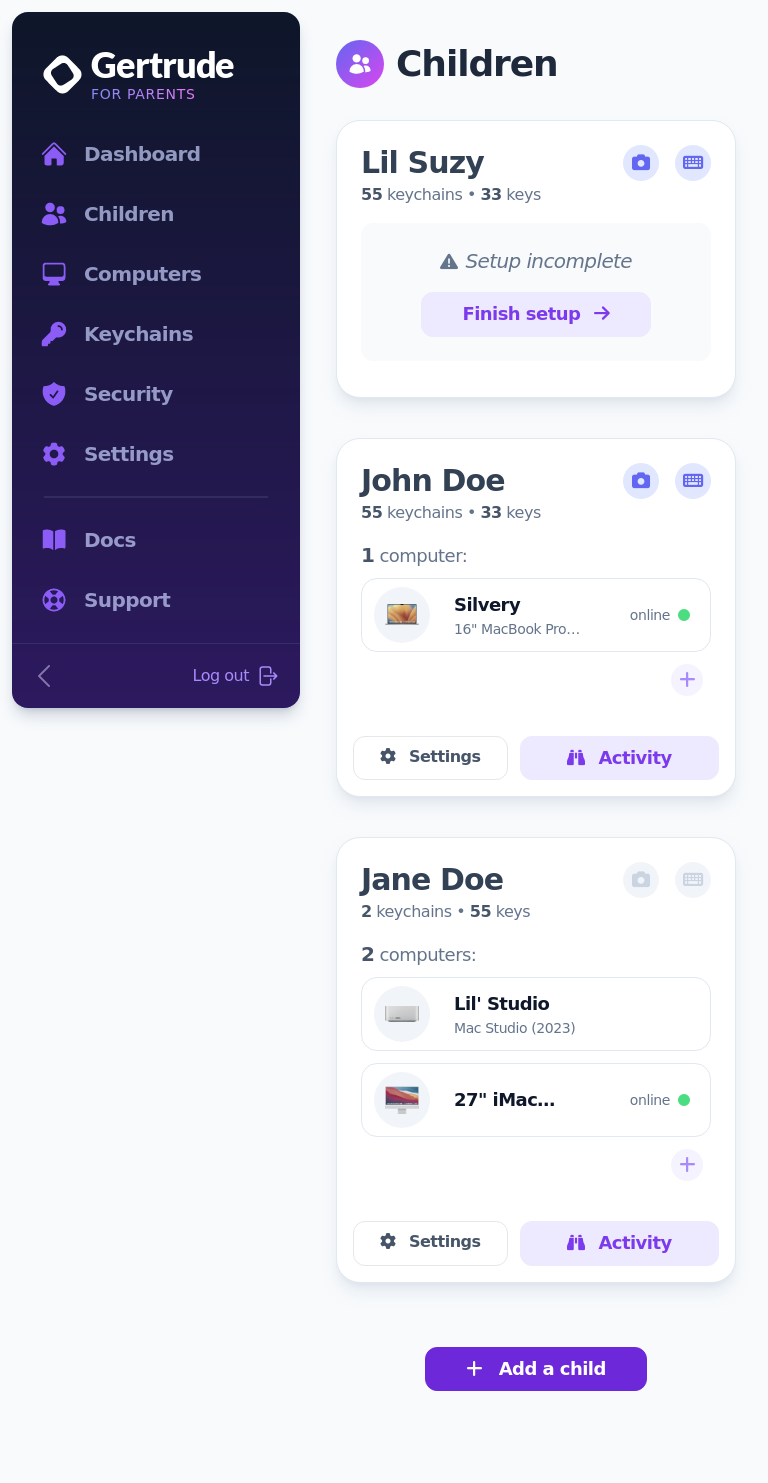 Gertrude
FOR PARENTS
Dashboard
Children
Computers
Keychains
Security
Settings
Docs
Support
Log out
Children
Lil Suzy
55 keychains • 33 keys
Setup incomplete
Finish setup
John Doe
55 keychains • 33 keys
1 computer:
Silvery
16" MacBook Pro...
online
Settings
Activity
Jane Doe
2 keychains • 55 keys
2 computers:
Lil' Studio
Mac Studio (2023)
27" iMac...
online
Settings
Activity
Add a child